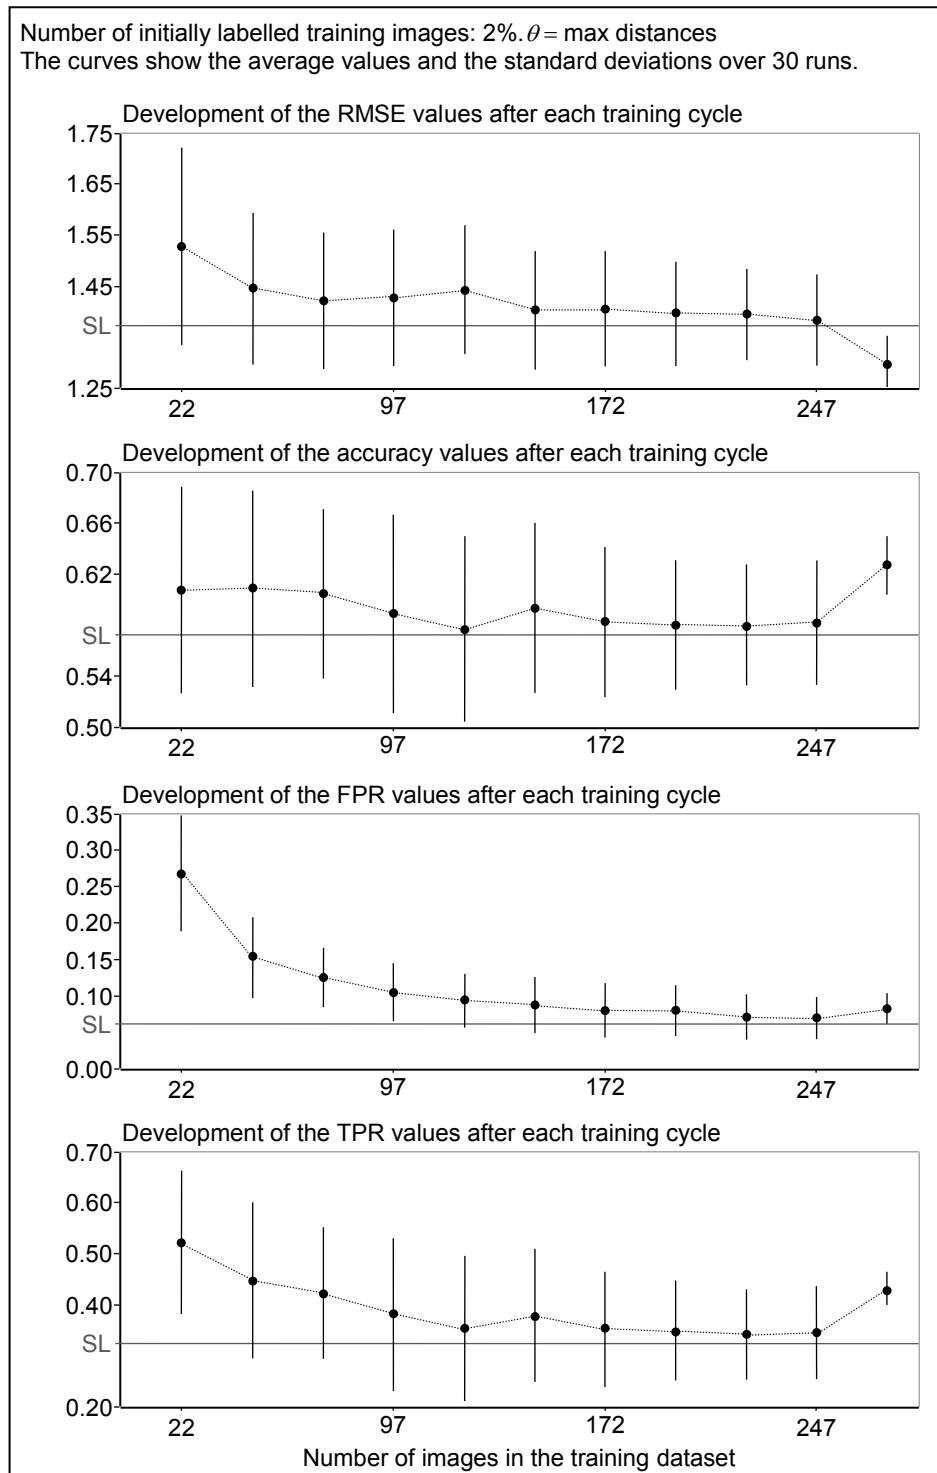 Number of initially labelled training images: 2%. θ = max distances
The curves show the average values and the standard deviations over 30 runs.
Development of the RMSE values after each training cycle
1.75
1.65
1.55
1.45
SL
1.25
22 97 172 247
Development of the accuracy values after each training cycle
0.70
0.66
0.62
SL
0.54
0.50
22 97 172 247
Development of the FPR values after each training cycle
0.35
0.30
0.25
0.20
0.15
0.10
SL
0.00
22 97 172 247
Development of the TPR values after each training cycle
0.70
0.60
0.50
0.40
SL
0.20
22 97 172 247
Number of images in the training dataset